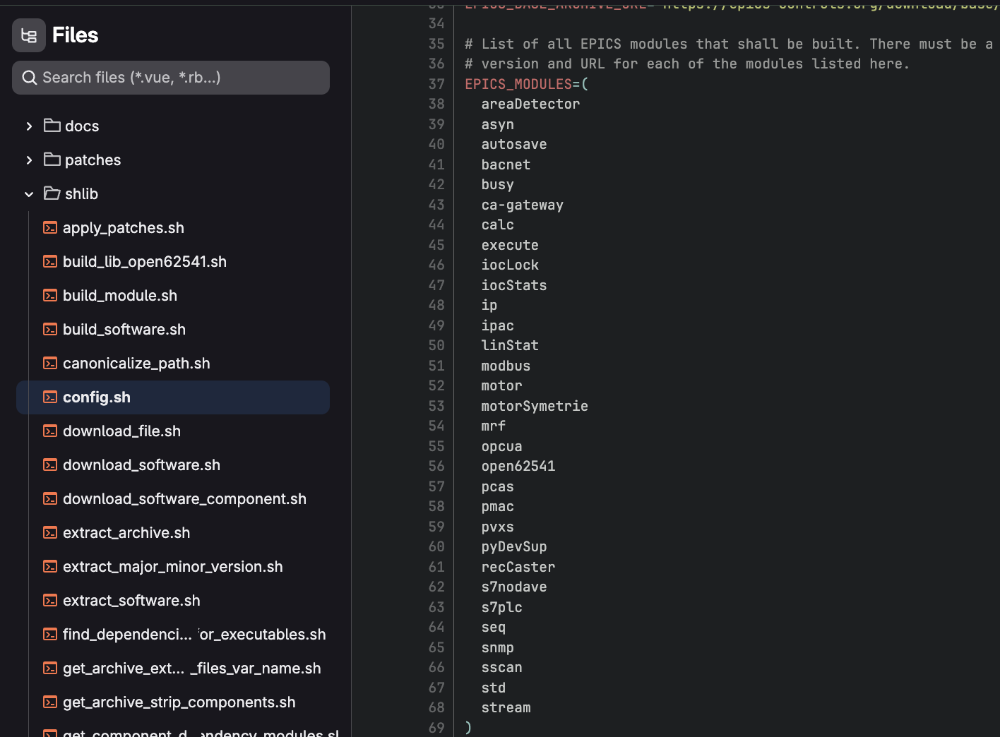 Files
Search files (*.vue, *.rb...)
docs
patches
shlib
apply_patches.sh
build_lib_open62541.sh
build_module.sh
build_software.sh
canonicalize_path.sh
config.sh
download_file.sh
download_software.sh
download_software_component.sh
extract_archive.sh
extract_major_minor_version.sh
extract_software.sh
find_dependenci... for_executables.sh
get_archive_ext... _files_var_name.sh
get_archive_strip_components.sh
34
35 # List of all EPICS modules that shall be built. There must be a
36 # version and URL for each of the modules listed here.
37 EPICS_MODULES=(
38 areaDetector
39 asyn
40 autosave
41 bacnet
42 busy
43 ca-gateway
44 calc
45 execute
46 iocLock
47 iocStats
48 ip
49 ipac
50 linStat
51 modbus
52 motor
53 motorSymetrie
54 mrf
55 opcua
56 open62541
57 pcas
58 pmac
59 pvxs
60 pyDevSup
61 recCaster
62 s7nodave
63 s7plc
64 seq
65 snmp
66 sscan
67 std
68 stream
69 )